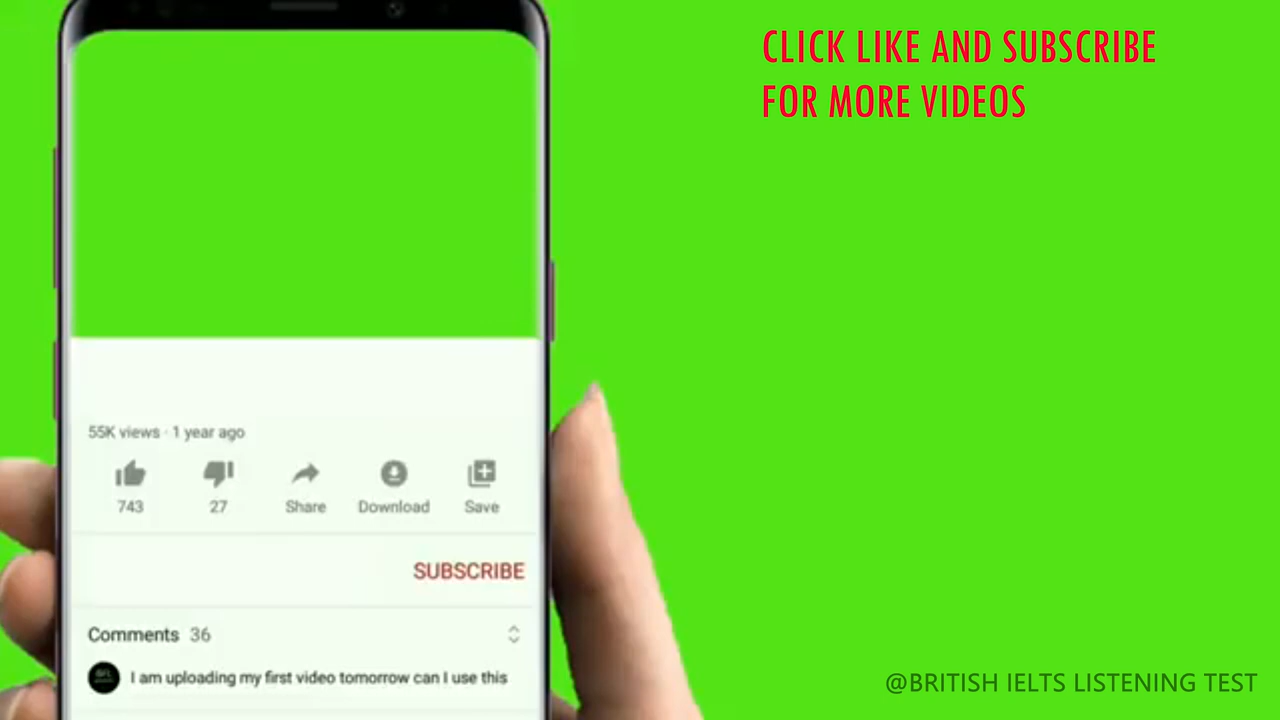 CLICK LIKE AND SUBSCRIBE
FOR MORE VIDEOS
55K views · 1 year ago
743
27
Share
Download
Save
SUBSCRIBE
Comments 36
I am uploading my first video tomorrow can I use this
@BRITISH IELTS LISTENING TEST